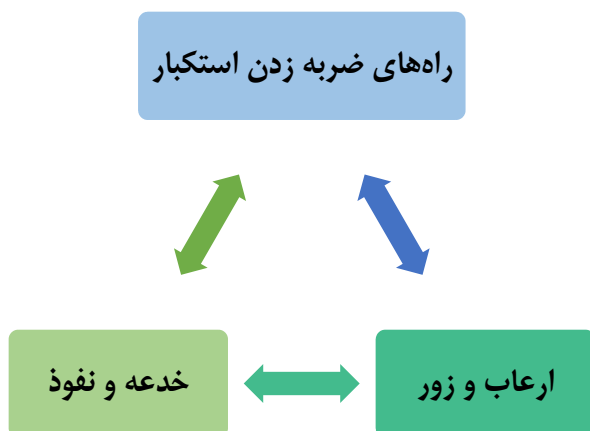 راه‌های ضربه زدن استکبار
ارعاب و زور
خدعه و نفوذ